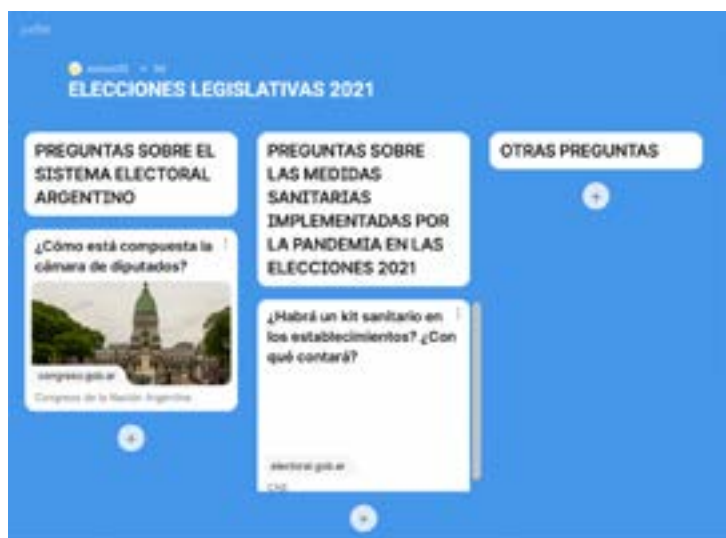 padlet
ELECCIONES LEGISLATIVAS 2021
PREGUNTAS SOBRE EL
SISTEMA ELECTORAL
ARGENTINO
¿Cómo está compuesta la
cámara de diputados?
congreso.gob.ar
Congreso de la Nación Argentina
PREGUNTAS SOBRE
LAS MEDIDAS
SANITARIAS
IMPLEMENTADAS POR
LA PANDEMIA EN LAS
ELECCIONES 2021
¿Habrá un kit sanitario en
los establecimientos? ¿Con
qué contará?
electoral.gob.ar
CNE
OTRAS PREGUNTAS